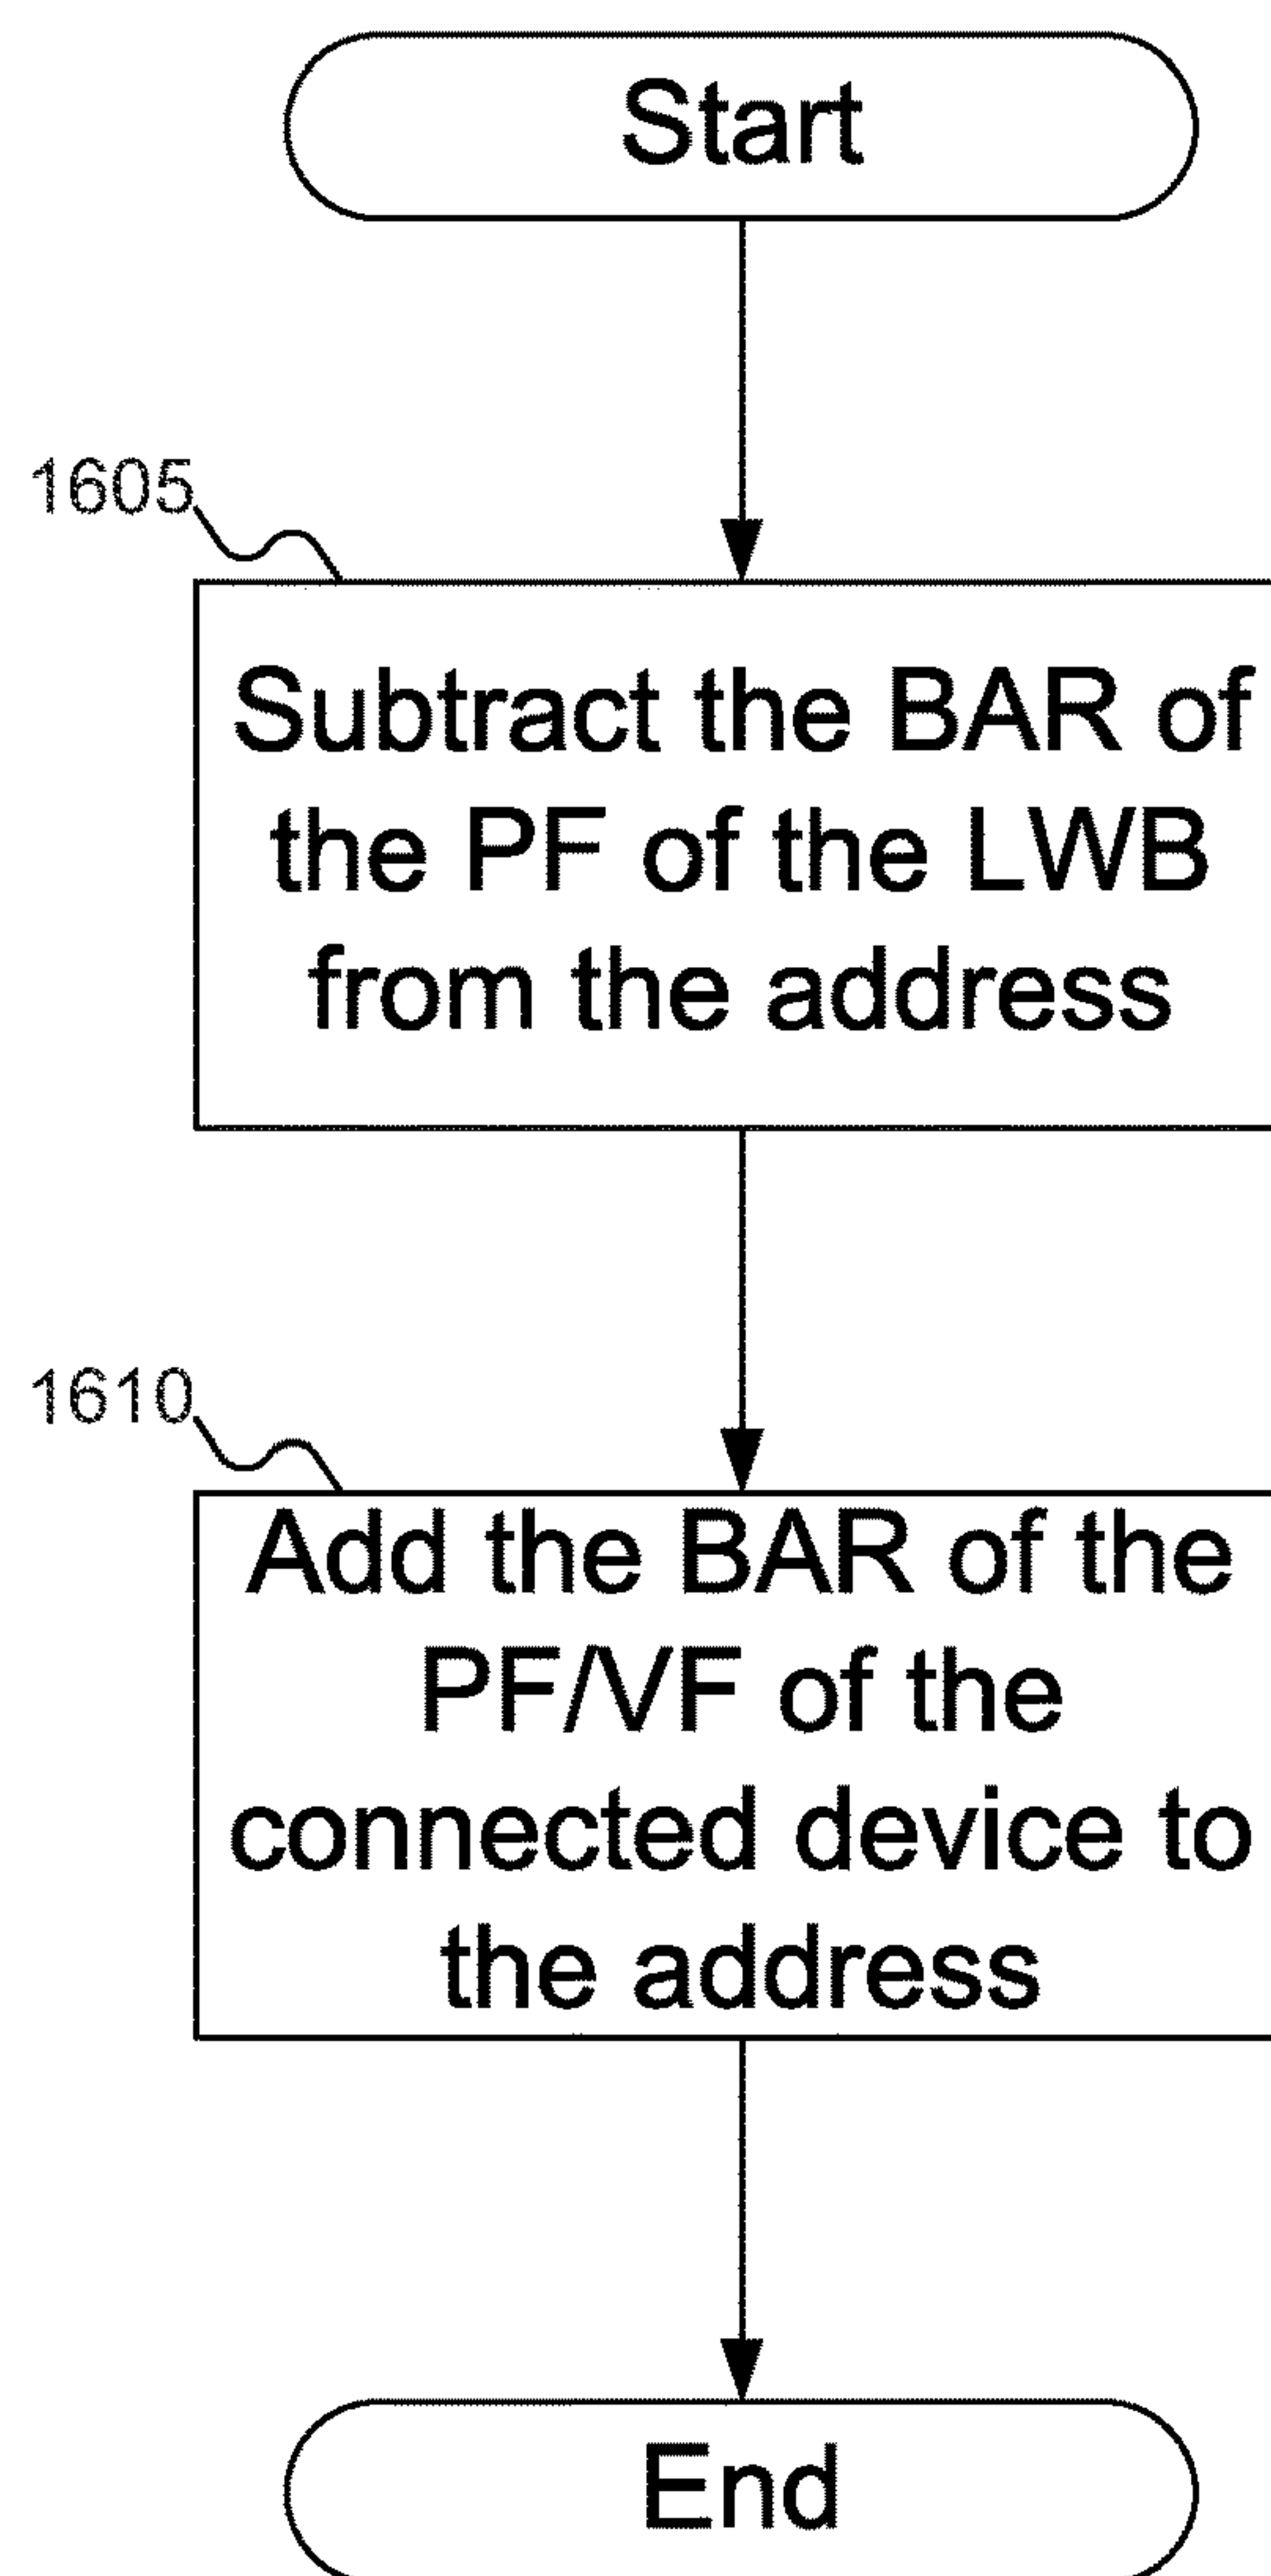 Start
1605
Subtract the BAR of
the PF of the LWB
from the address
1610
Add the BAR of the
PF/VF of the
connected device to
the address
End